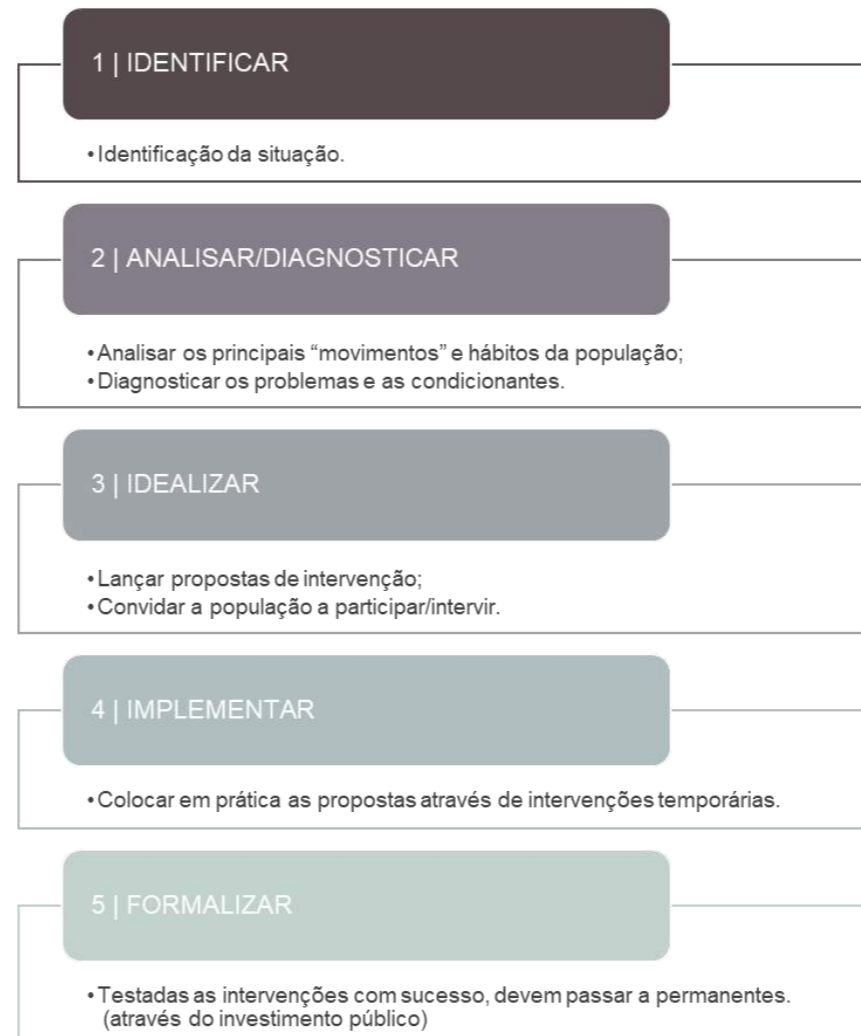 1 | IDENTIFICAR
•Identificação da situação.
2 | ANALISAR/DIAGNOSTICAR
•Analisar os principais “movimentos” e hábitos da população;
•Diagnosticar os problemas e as condicionantes.
3 | IDEALIZAR
•Lançar propostas de intervenção;
•Convidar a população a participar/intervir.
4 | IMPLEMENTAR
•Colocar em prática as propostas através de intervenções temporárias.
5 | FORMALIZAR
•Testadas as intervenções com sucesso, devem passar a permanentes.
(através do investimento público)